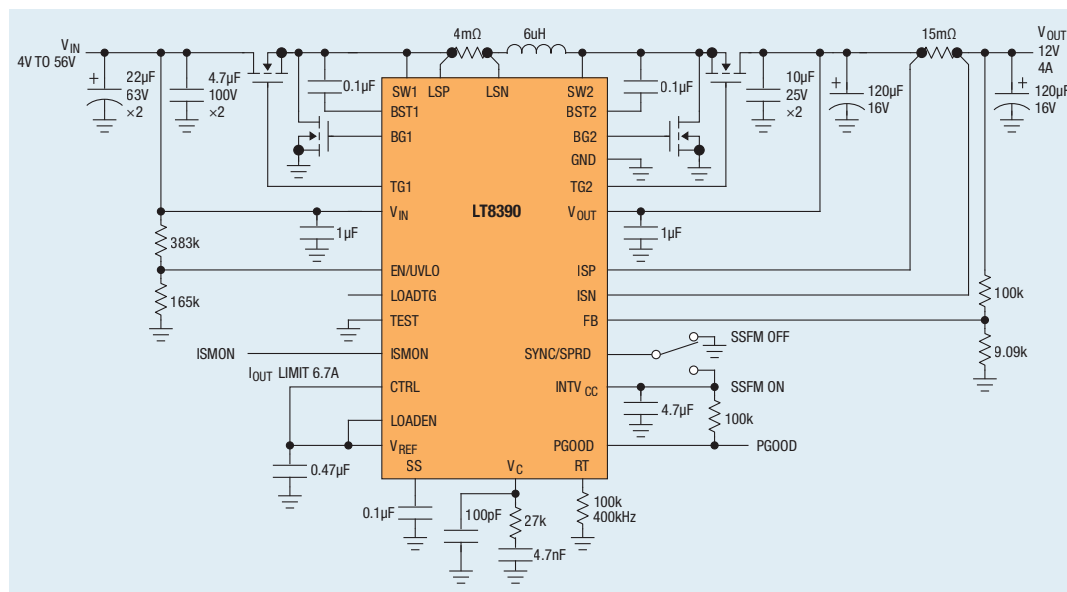 VIN
4V TO 56V
22µF
63V
×2
4.7µF
100V
×2
0.1µF
4mΩ
6uH
0.1µF
10µF
25V
×2
120µF
16V
15mΩ
VOUT
12V
4A
120µF
16V
SW1
LSP
LSN
SW2
BST1
BST2
BG1
BG2
GND
TG1
TG2
LT8390
VIN
VOUT
1µF
1µF
383k
165k
EN/UVLO
ISP
LOADTG
ISN
TEST
FB
100k
9.09k
ISMON
ISMON
SYNC/SPRD
SSFM OFF
IOUT LIMIT 6.7A
CTRL
INTVCC
SSFM ON
4.7µF
100k
LOADEN
VREF
PGOOD
PGOOD
0.47µF
SS
VC
RT
0.1µF
100pF
27k
4.7nF
100k
400kHz